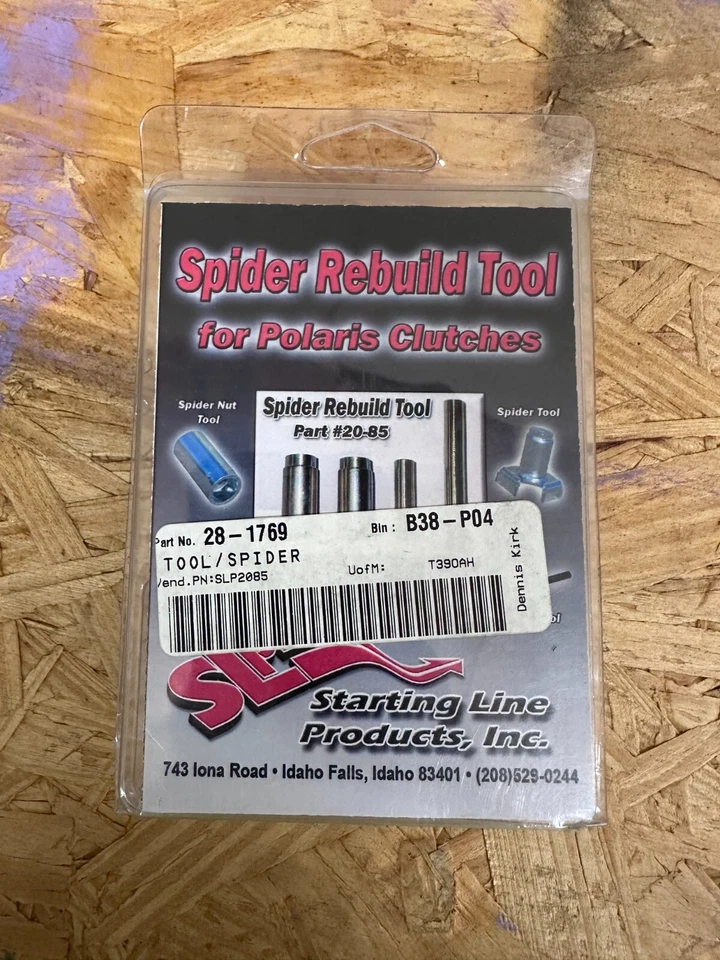 Spider Rebuild Tool
for Polaris Clutches
Spider Nut
Tool
Spider Rebuild Tool
Part #20-85
Spider Tool
Part No. 28-1769
Bin: B38-P04
TOOL/SPIDER
Vend.PN:SLP2085
UofM:
T390AH
Dennis Kirk
SLP
Starting Line
Products, Inc.
743 Iona Road • Idaho Falls, Idaho 83401 • (208)529-0244